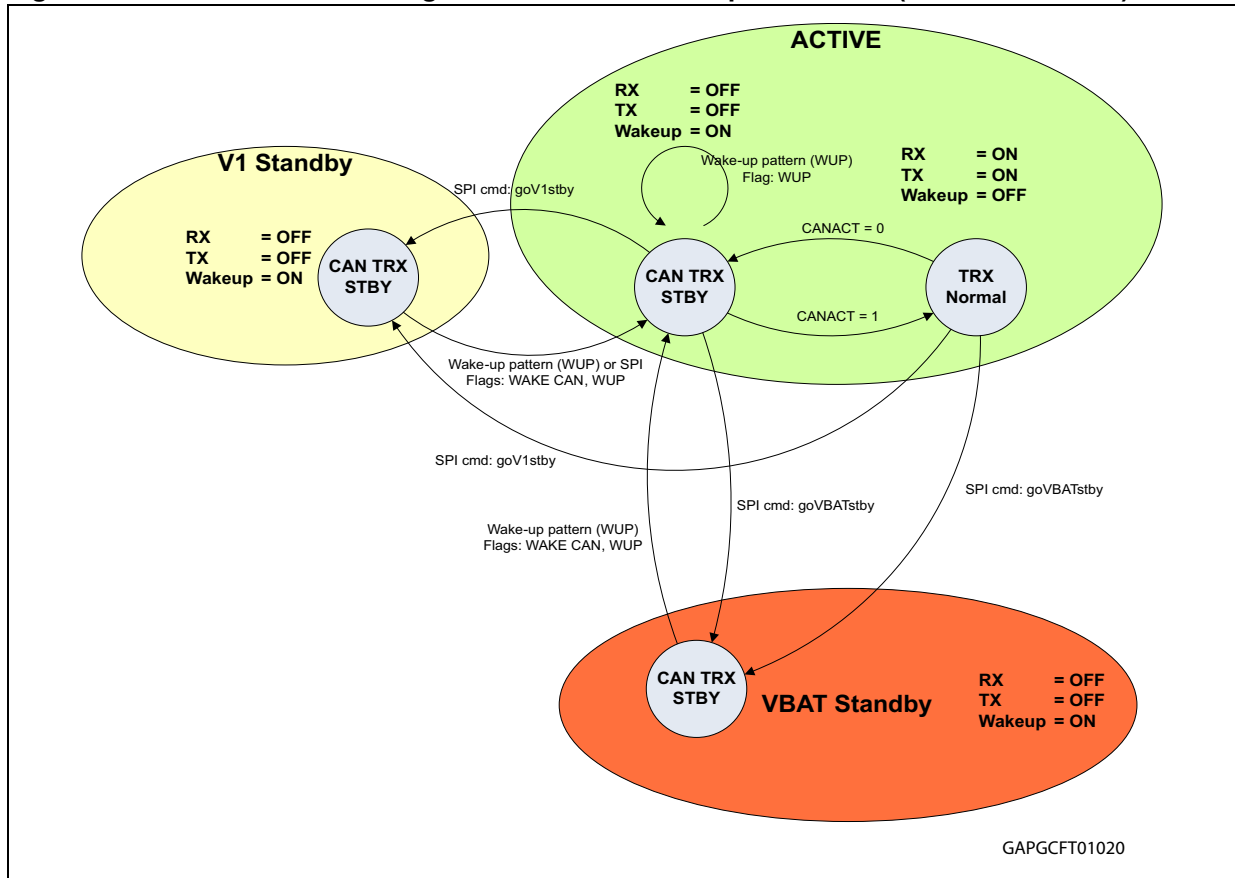 ACTIVE
RX = OFF
TX = OFF
Wakeup = ON
Wake-up pattern (WUP)
Flag: WUP
RX = ON
TX = ON
Wakeup = OFF
V1 Standby
SPI cmd: goV1stby
RX = OFF
TX = OFF
Wakeup = ON
CAN TRX
STBY
CAN TRX
STBY
CANACT = 0
TRX
Normal
CANACT = 1
Wake-up pattern (WUP) or SPI
Flags: WAKE CAN, WUP
SPI cmd: goV1stby
SPI cmd: goVBATstby
SPI cmd: goVBATstby
Wake-up pattern (WUP)
Flags: WAKE CAN, WUP
CAN TRX
STBY
VBAT Standby
RX = OFF
TX = OFF
Wakeup = ON
GAPGCFT01020